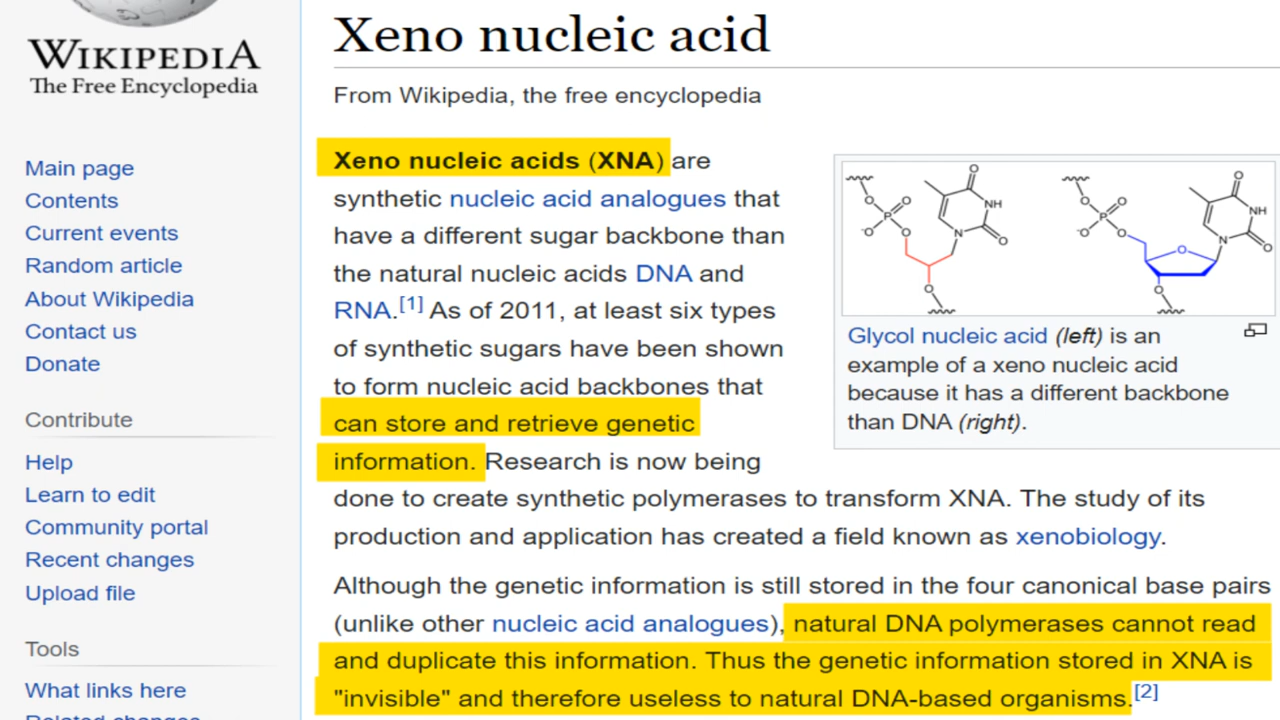 WIKIPEDIA
The Free Encyclopedia
Main page
Contents
Current events
Random article
About Wikipedia
Contact us
Donate
Contribute
Help
Learn to edit
Community portal
Recent changes
Upload file
Tools
What links here
Related changes
Xeno nucleic acid
From Wikipedia, the free encyclopedia
Xeno nucleic acids (XNA) are
synthetic nucleic acid analogues that
have a different sugar backbone than
the natural nucleic acids DNA and
RNA.[1] As of 2011, at least six types
of synthetic sugars have been shown
to form nucleic acid backbones that
can store and retrieve genetic
information. Research is now being
done to create synthetic polymerases to transform XNA. The study of its
production and application has created a field known as xenobiology.
Although the genetic information is still stored in the four canonical base pairs
(unlike other nucleic acid analogues), natural DNA polymerases cannot read
and duplicate this information. Thus the genetic information stored in XNA is
"invisible" and therefore useless to natural DNA-based organisms.[2]
O
O P O
-O
O
O
NH
N O
O
O
O P O
-O
O
O
O
NH
N O
O
Glycol nucleic acid (left) is an
example of a xeno nucleic acid
because it has a different backbone
than DNA (right).